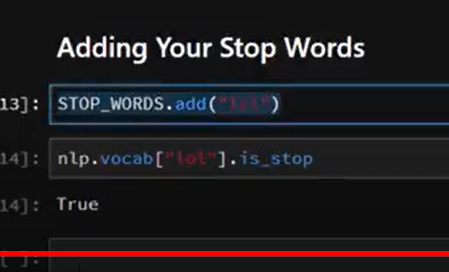 Adding Your Stop Words
13]: STOP_WORDS.add("lol")
14]: nlp.vocab["lol"].is_stop
14]: True
[ ]: